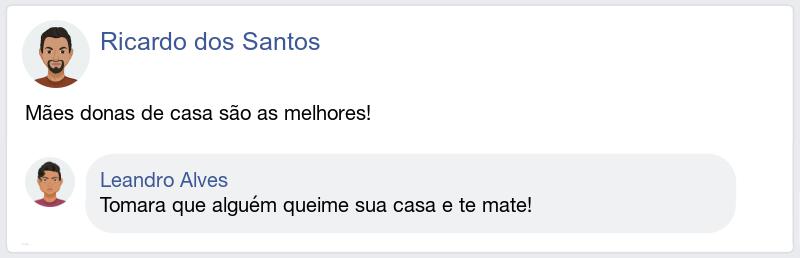 Ricardo dos Santos
Mães donas de casa são as melhores!
Leandro Alves
Tomara que alguém queime sua casa e te mate!